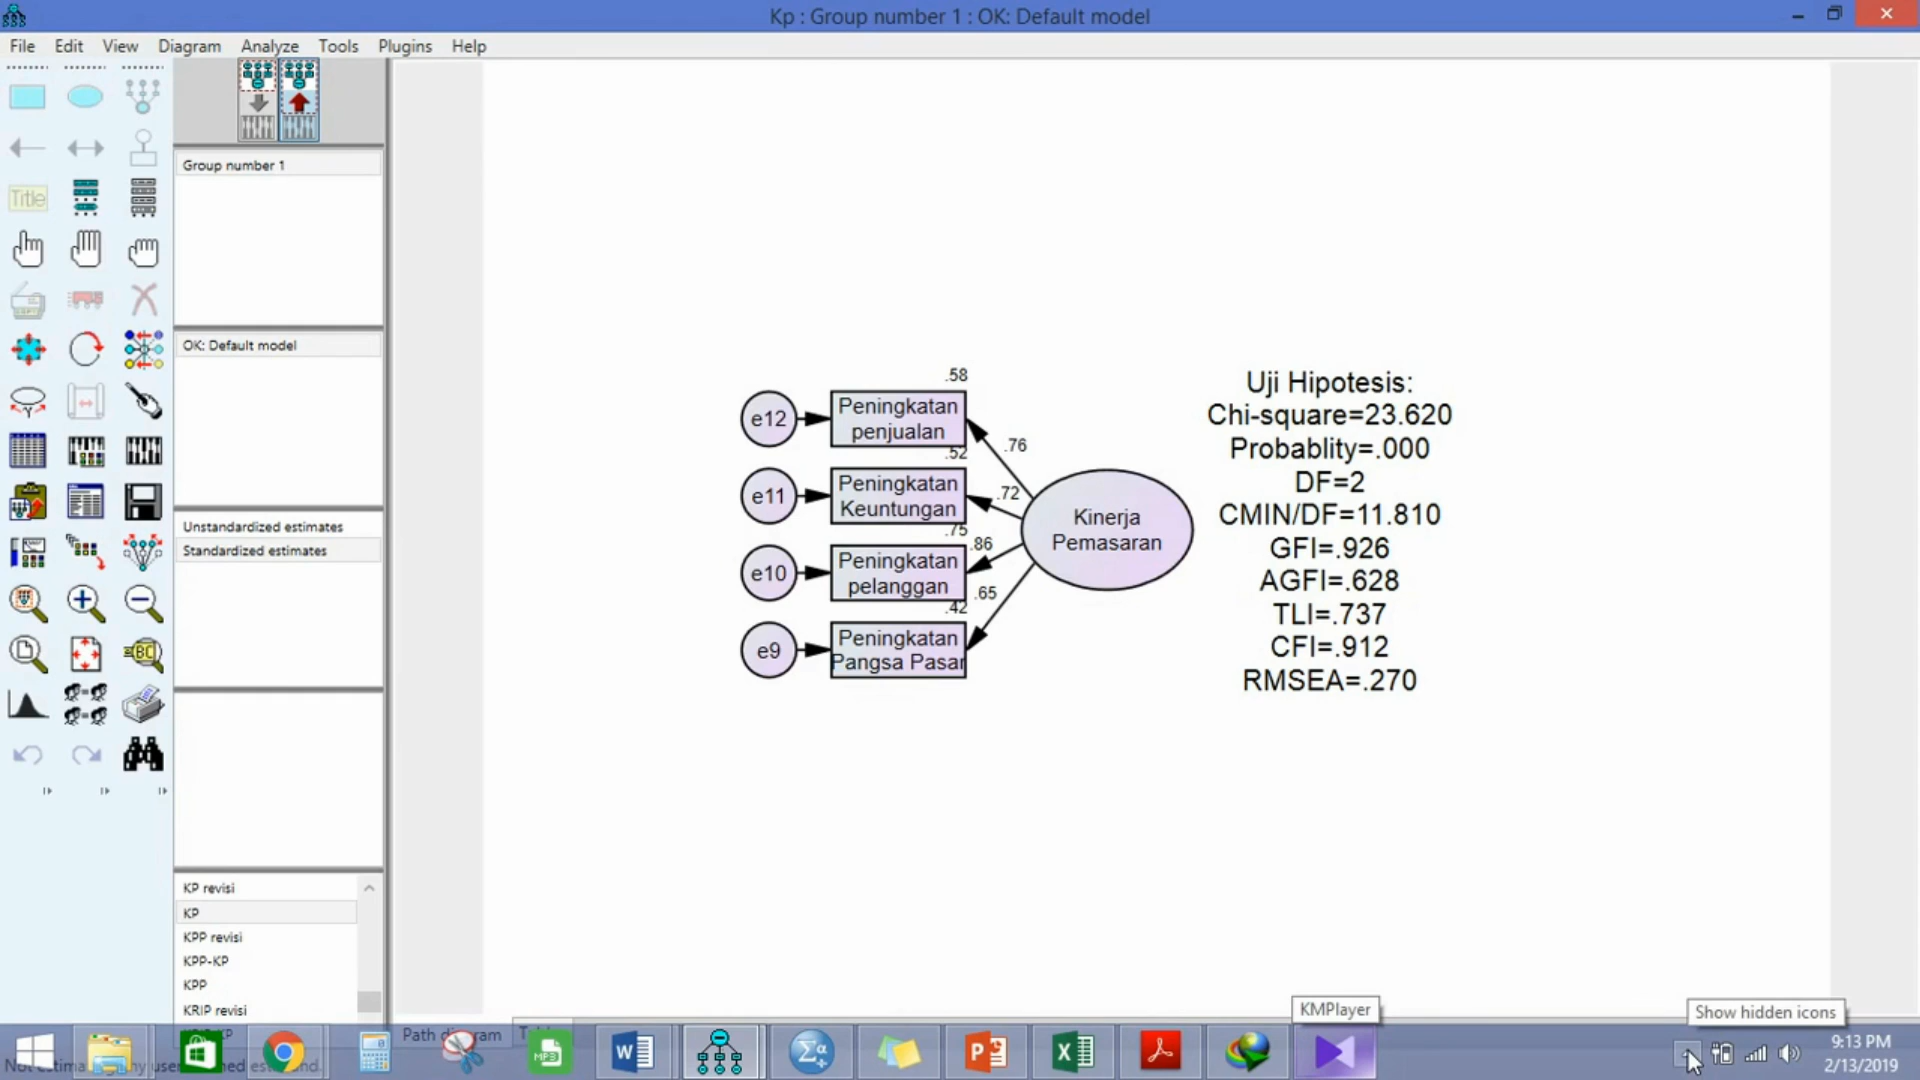 Kp : Group number 1 : OK: Default model
File Edit View Diagram Analyze Tools Plugins Help
Title
Group number 1
OK: Default model
Unstandardized estimates
Standardized estimates
KP revisi
KP
KPP revisi
KPP-KP
KPP
KRIP revisi
Path diagram
.58
e12
Peningkatan
penjualan
.76
.52
e11
Peningkatan
Keuntungan
.72
.75
e10
Peningkatan
pelanggan
.86
.42
e9
Peningkatan
Pangsa Pasar
.65
Kinerja
Pemasaran
Uji Hipotesis:
Chi-square=23.620
Probablity=.000
DF=2
CMIN/DF=11.810
GFI=.926
AGFI=.628
TLI=.737
CFI=.912
RMSEA=.270
KMPlayer
Show hidden icons
MP3
9:13 PM
2/13/2019